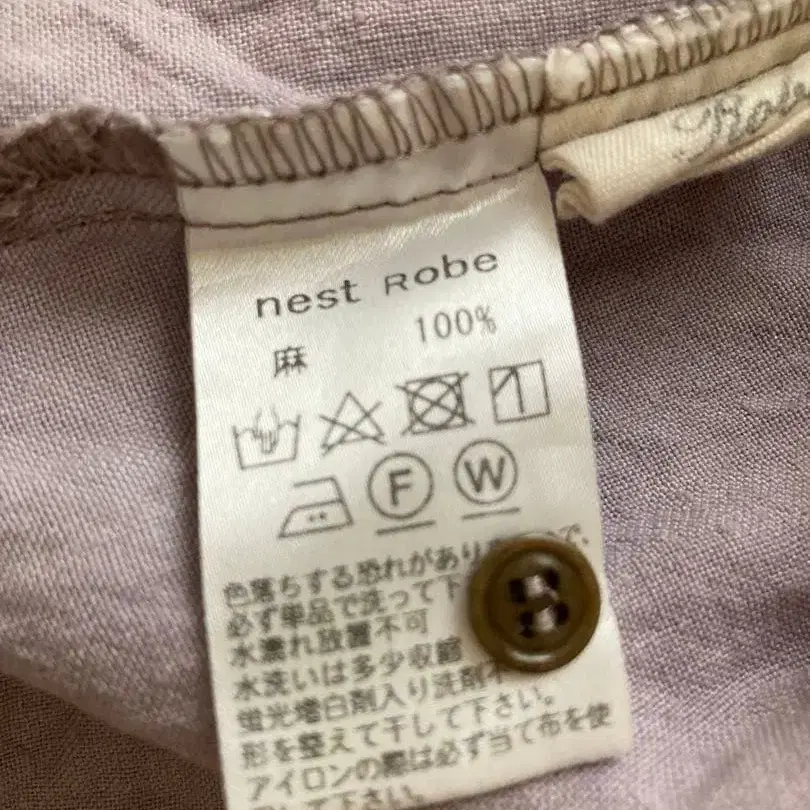 nest Robe
麻 100%
F W
色落ちする恐れがあり で、
必ず単品で洗って下
水濡れ放置不可
水洗いは多少収縮
蛍光増白剤入り洗剤不
形を整えて干して下さい。
アイロンの際は必ず当て布を使